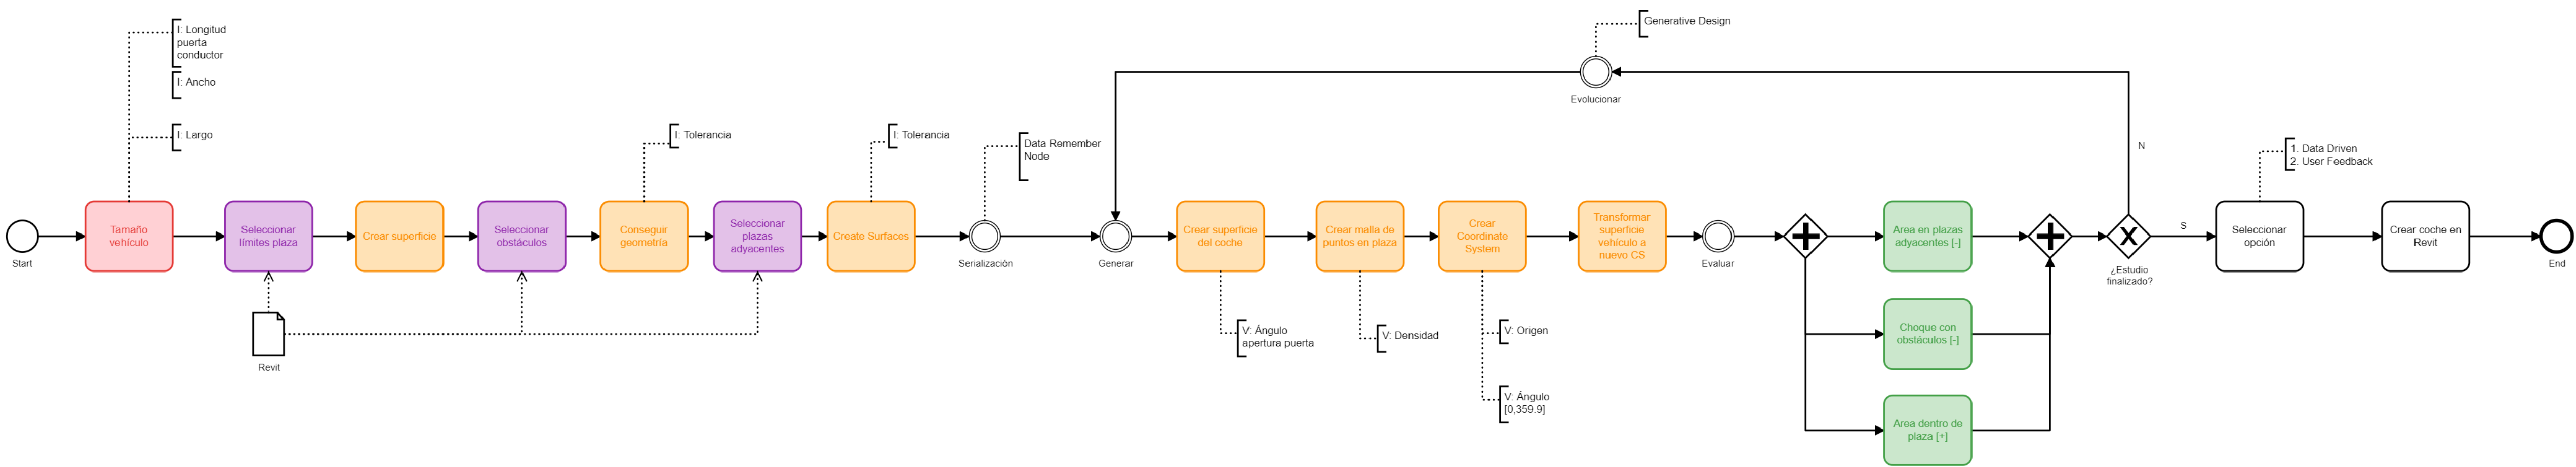 Generative Design
Evolucionar
I: Longitud
puerta
conductor
I: Ancho
I: Largo
I: Tolerancia
I: Tolerancia
Data Remember
Node
N
1. Data Driven
2. User Feedback
Start
Tamaño
vehículo
Seleccionar
límites plaza
Crear superficie
Seleccionar
obstáculos
Conseguir
geometría
Seleccionar
plazas
adyacentes
Create Surfaces
Serialización
Generar
Crear superficie
del coche
Crear malla de
puntos en plaza
Crear
Coordinate
System
Transformar
superficie
vehículo a
nuevo CS
Evaluar
Area en plazas
adyacentes [-]
Choque con
obstáculos [-]
Area dentro de
plaza [+]
¿Estudio
finalizado?
S
Seleccionar
opción
Crear coche en
Revit
End
Revit
V: Ángulo
apertura puerta
V: Densidad
V: Origen
V: Ángulo
[0,359.9]